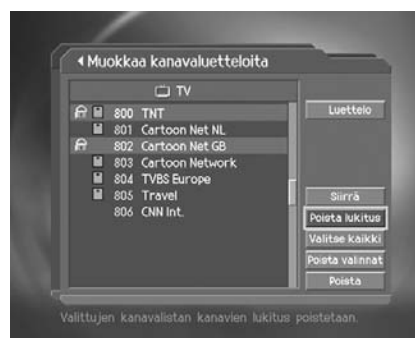 Muokkaa kanavaluetteloita
TV
800 TNT
801 Cartoon Net NL
802 Cartoon Net GB
803 Cartoon Network
804 TVBS Europe
805 Travel
806 CNN Int.
Luettelo
Siirrä
Poista lukitus
Valitse kaikki
Poista valinnat
Poista
Valittujen kanavalistan kanavien lukitus poistetaan.